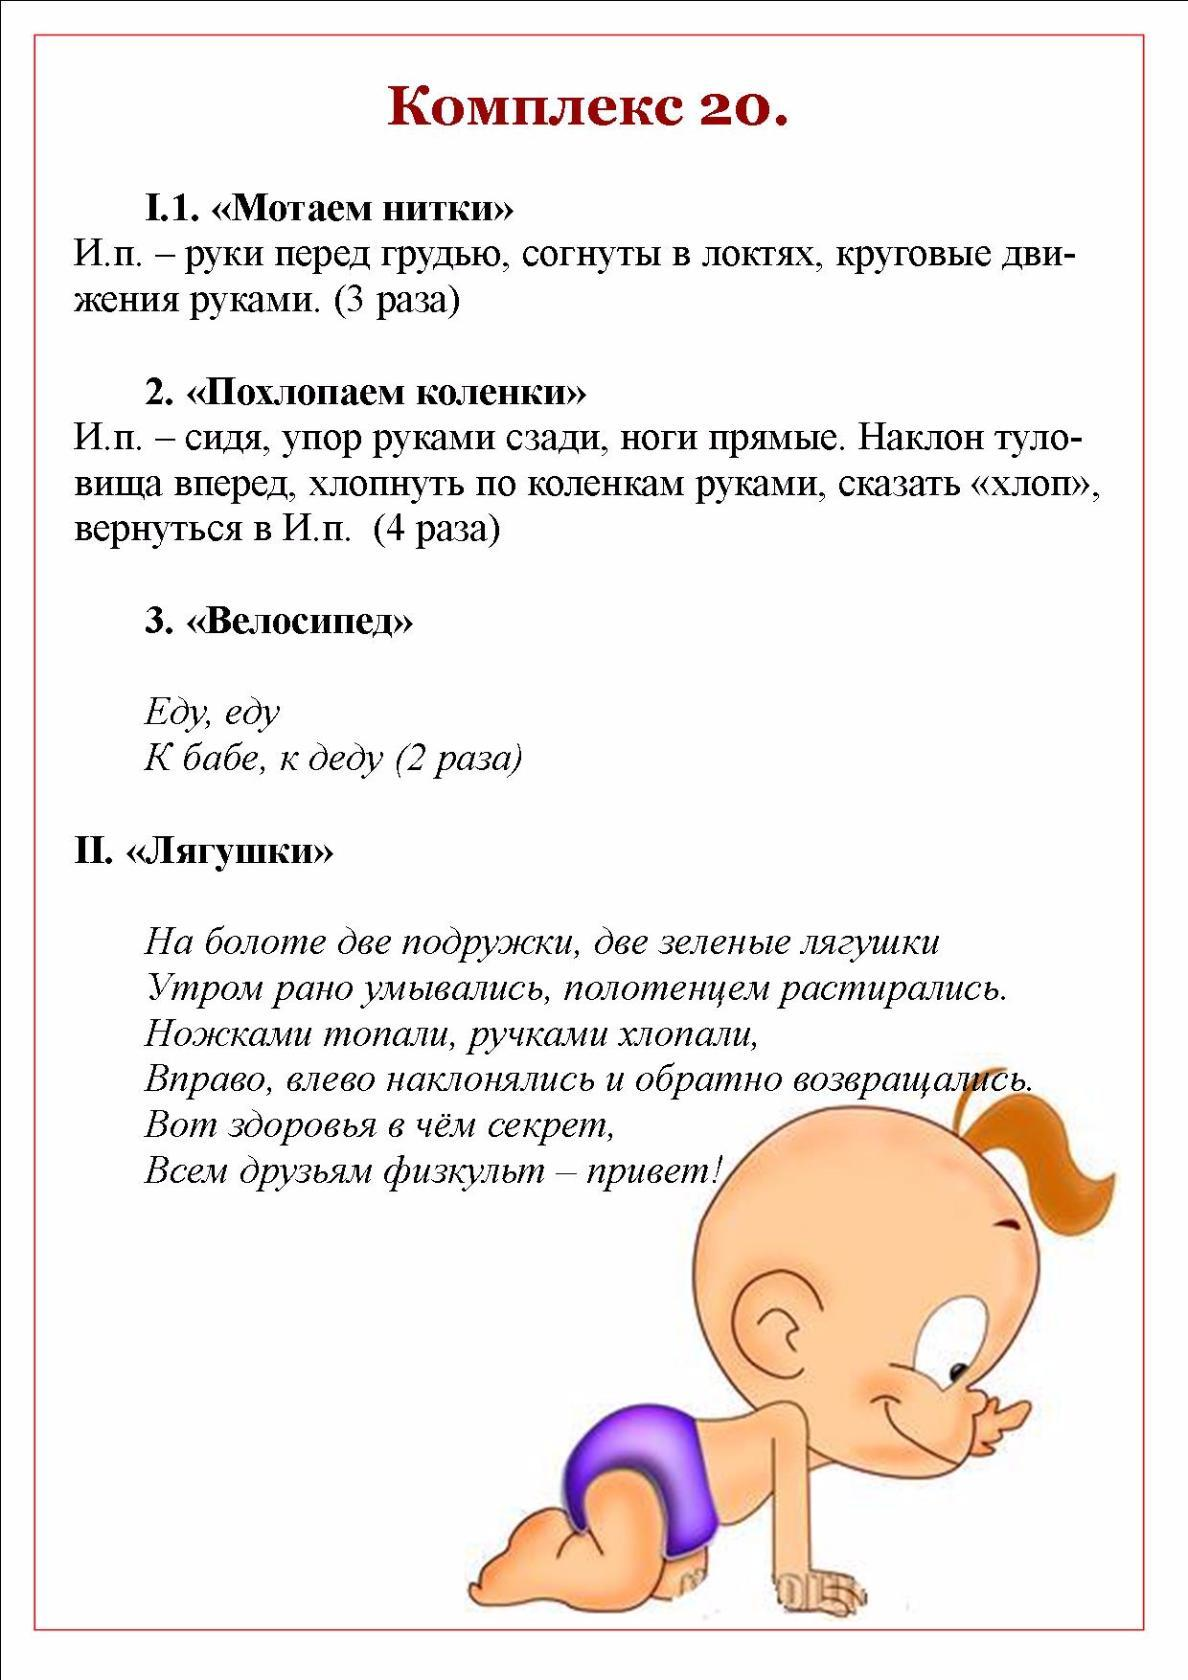 Комплекс 20.
I.1. «Мотаем нитки»
И.п. – руки перед грудью, согнуты в локтях, круговые дви-
жения руками. (3 раза)
2. «Похлопаем коленки»
И.п. – сидя, упор руками сзади, ноги прямые. Наклон туло-
вища вперед, хлопнуть по коленкам руками, сказать «хлоп»,
вернуться в И.п.  (4 раза)
3. «Велосипед»
Еду, еду
К бабе, к деду (2 раза)
II. «Лягушки»
На болоте две подружки, две зеленые лягушки
Утром рано умывались, полотенцем растирались.
Ножками топали, ручками хлопали,
Вправо, влево наклонялись и обратно возвращались.
Вот здоровья в чём секрет,
Всем друзьям физкульт – привет!